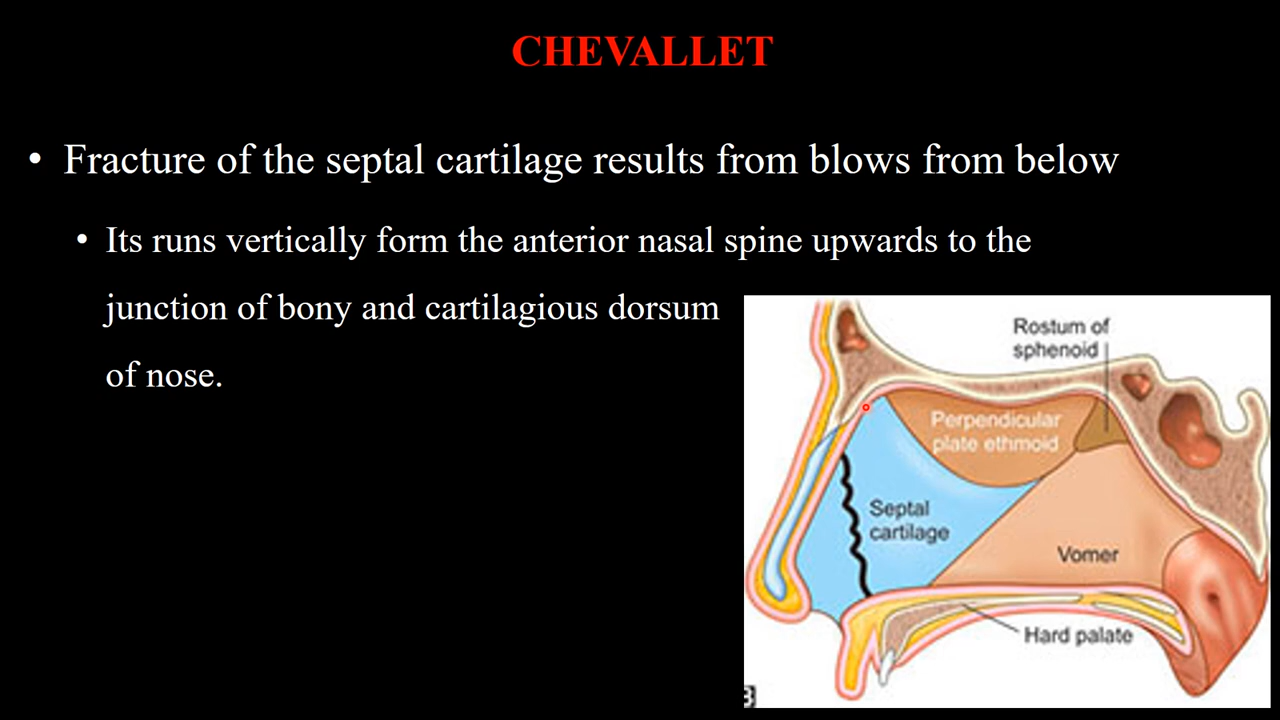 CHEVALLET
• Fracture of the septal cartilage results from blows from below
• Its runs vertically form the anterior nasal spine upwards to the
junction of bony and cartilagious dorsum
of nose.
Rostum of
sphenoid
Perpendicular
plate ethmoid
Septal
cartilage
Vomer
Hard palate